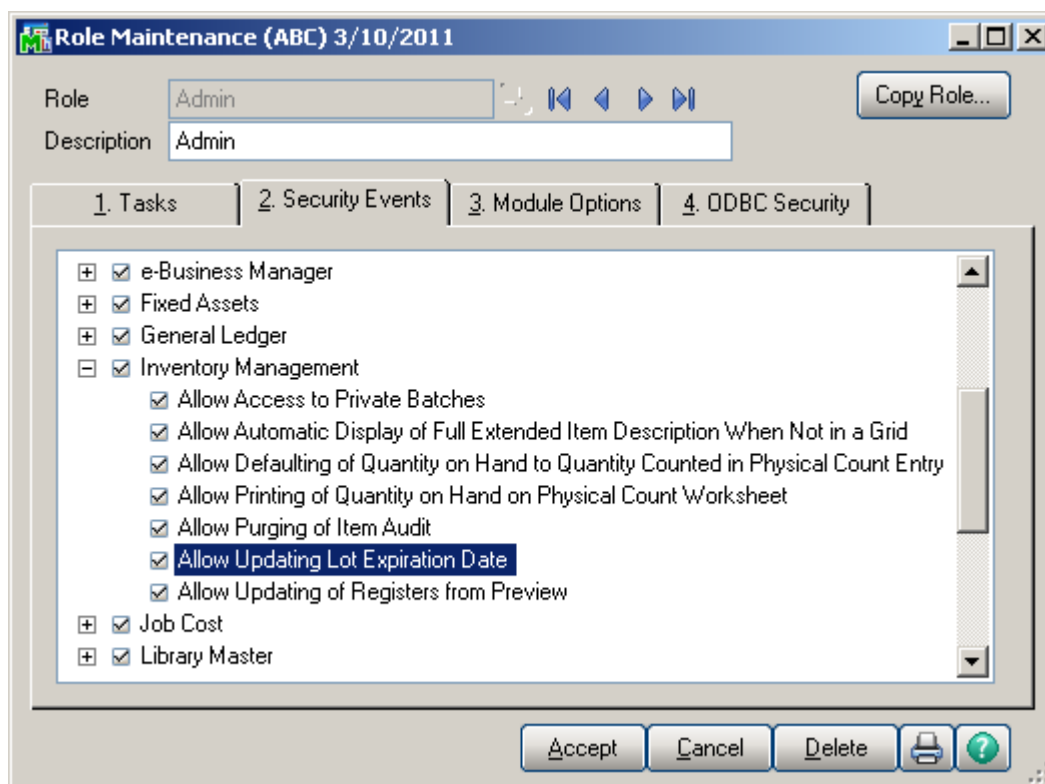 Role Maintenance (ABC) 3/10/2011
Role Admin Copy Role...
Description Admin
1. Tasks 2. Security Events 3. Module Options 4. ODBC Security
e-Business Manager
Fixed Assets
General Ledger
Inventory Management
Allow Access to Private Batches
Allow Automatic Display of Full Extended Item Description When Not in a Grid
Allow Defaulting of Quantity on Hand to Quantity Counted in Physical Count Entry
Allow Printing of Quantity on Hand on Physical Count Worksheet
Allow Purging of Item Audit
Allow Updating Lot Expiration Date
Allow Updating of Registers from Preview
Job Cost
Library Master
Accept Cancel Delete